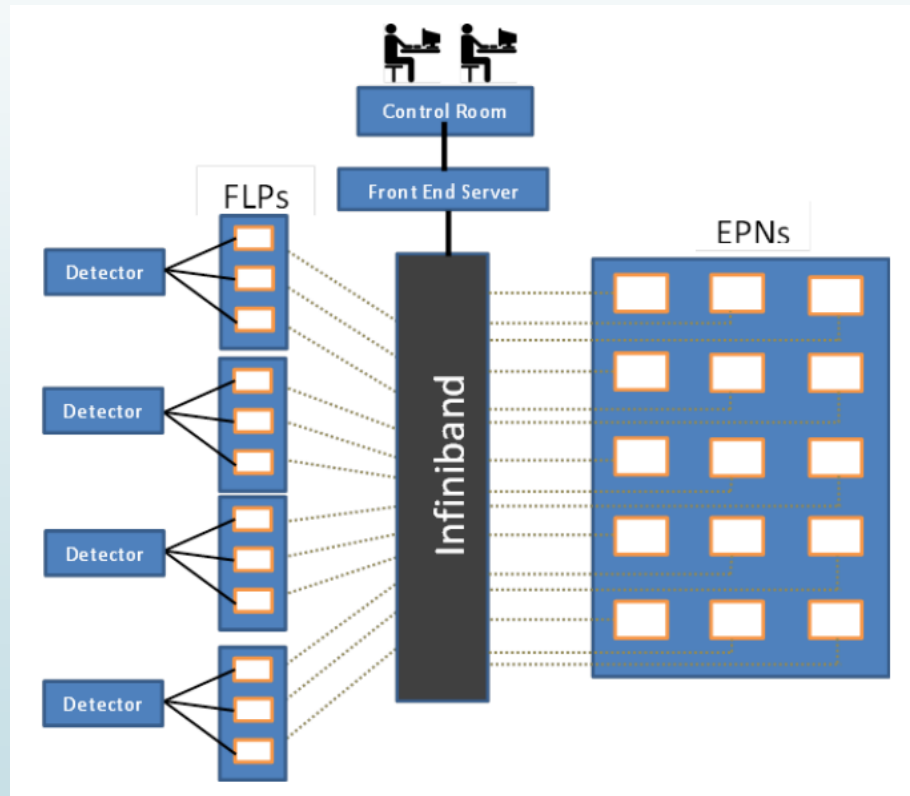 Control Room
Front End Server
FLPs
EPNs
Detector
Detector
Detector
Detector
Infiniband